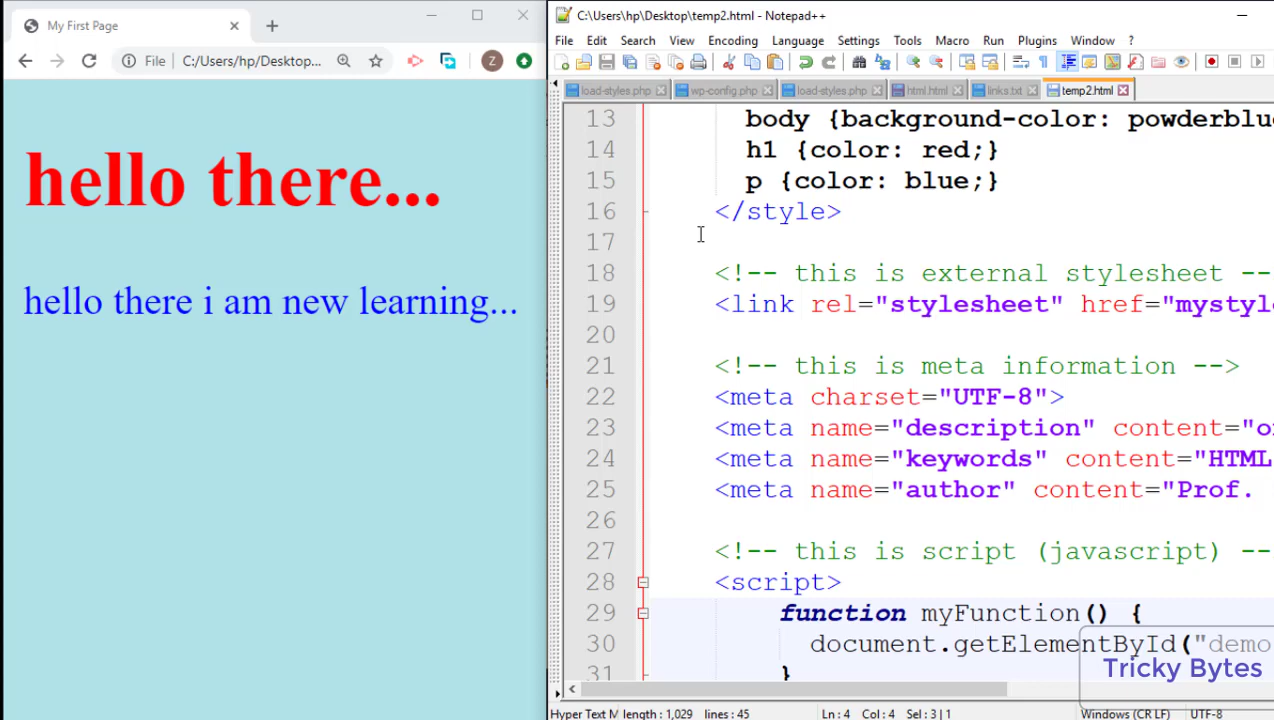 My First Page
File C:/Users/hp/Desktop...
Z
hello there...
hello there i am new learning...
C:\Users\hp\Desktop\temp2.html - Notepad++
File Edit Search View Encoding Language Settings Tools Macro Run Plugins Window ?
load-styles.php wp-config.php load-styles.php html.html links.txt temp2.html
13 body {background-color: powderblue
14 h1 {color: red;}
15 p {color: blue;}
16 </style>
17
18 <!-- this is external stylesheet --
19 <link rel="stylesheet" href="mystyl
20
21 <!-- this is meta information -->
22 <meta charset="UTF-8">
23 <meta name="description" content="o
24 <meta name="keywords" content="HTML
25 <meta name="author" content="Prof.
26
27 <!-- this is script (javascript) --
28 <script>
29 function myFunction() {
30 document.getElementById("demo
31 }
Tricky Bytes
Hyper Text M length : 1,029 lines : 45 Ln : 4 Col : 4 Sel : 3 | 1 Windows (CR LF) UTF-8